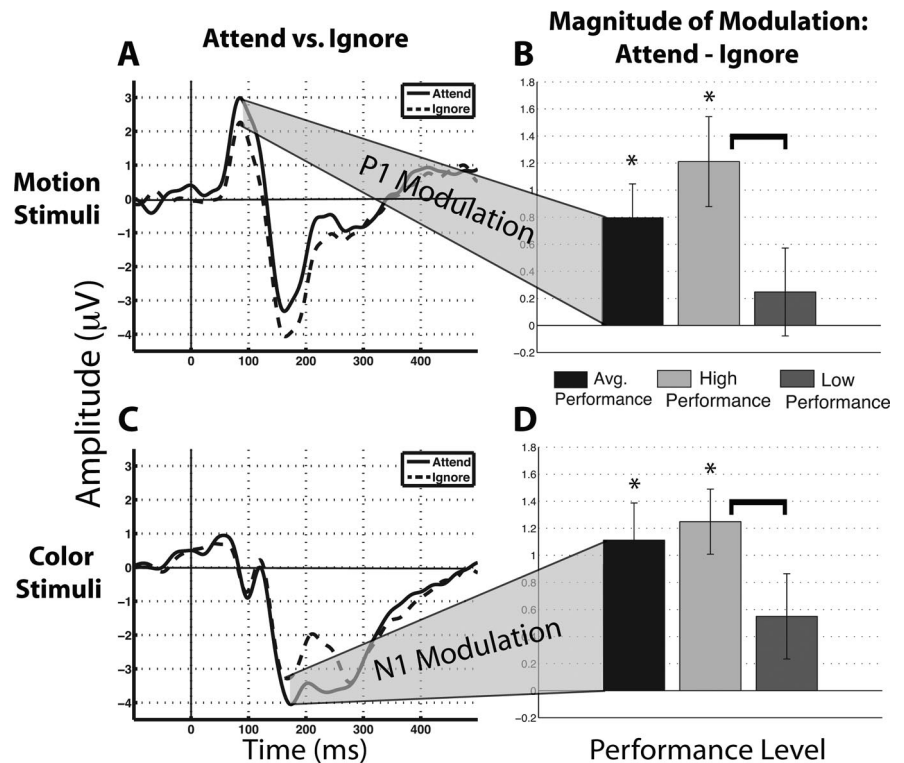 Attend vs. Ignore
Magnitude of Modulation:
Attend - Ignore
A
B
Motion
Stimuli
Amplitude (µV)
Attend
Ignore
3
2
1
0
−1
−2
−3
−4
0
100
200
300
400
P1 Modulation
1.8
1.6
1.4
1.2
1
0.8
0.6
0.4
0.2
0
−0.2
*
*
Avg.
Performance
High
Performance
Low
Performance
C
D
Color
Stimuli
Attend
Ignore
3
2
1
0
−1
−2
−3
−4
0
100
200
300
400
N1 Modulation
1.8
1.6
1.4
1.2
1
0.8
0.6
0.4
0.2
0
−0.2
*
*
Time (ms)
Performance Level